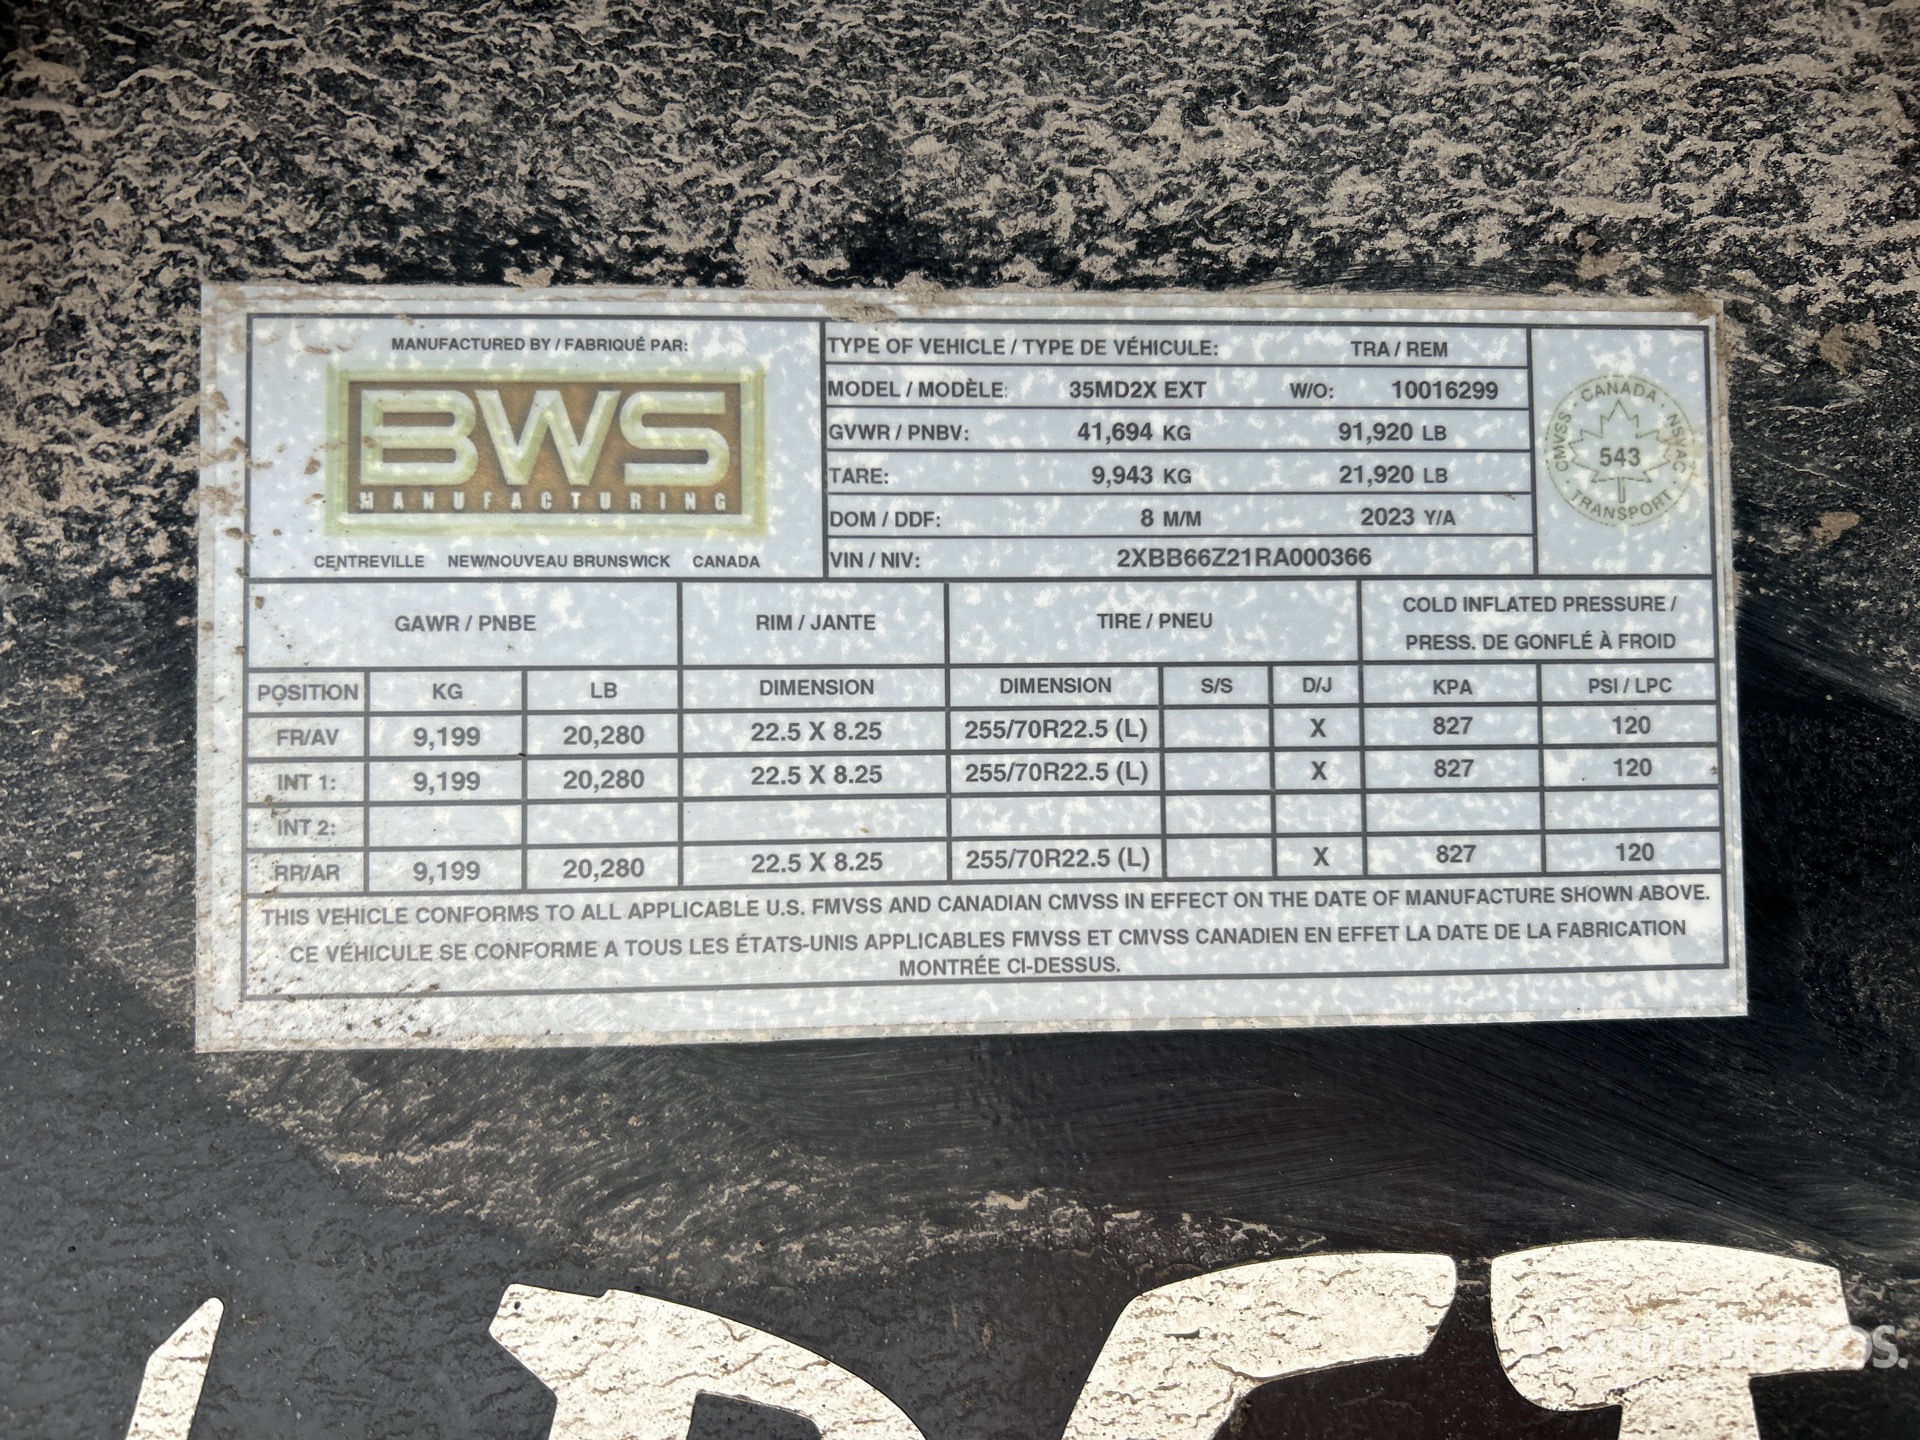 MANUFACTURED BY / FABRIQUÉ PAR:
BWS
MANUFACTURING
CENTREVILLE NEW/NOUVEAU BRUNSWICK CANADA
TYPE OF VEHICLE / TYPE DE VÉHICULE: TRA / REM
MODEL / MODÈLE: 35MD2X EXT W/O: 10016299
GVWR / PNBV: 41,694 KG 91,920 LB
TARE: 9,943 KG 21,920 LB
DOM / DDF: 8 M/M 2023 Y/A
VIN / NIV: 2XBB66Z21RA000366
CANADA · NSVAC · TRANSPORT · CMVSS ·
543
GAWR / PNBE RIM / JANTE TIRE / PNEU COLD INFLATED PRESSURE /
PRESS. DE GONFLÉ À FROID
POSITION KG LB DIMENSION DIMENSION S/S D/J KPA PSI / LPC
FR/AV 9,199 20,280 22.5 X 8.25 255/70R22.5 (L) X 827 120
INT 1: 9,199 20,280 22.5 X 8.25 255/70R22.5 (L) X 827 120
INT 2:
RR/AR 9,199 20,280 22.5 X 8.25 255/70R22.5 (L) X 827 120
THIS VEHICLE CONFORMS TO ALL APPLICABLE U.S. FMVSS AND CANADIAN CMVSS IN EFFECT ON THE DATE OF MANUFACTURE SHOWN ABOVE.
CE VÉHICULE SE CONFORME A TOUS LES ÉTATS-UNIS APPLICABLES FMVSS ET CMVSS CANADIEN EN EFFET LA DATE DE LA FABRICATION
MONTRÉE CI-DESSUS.